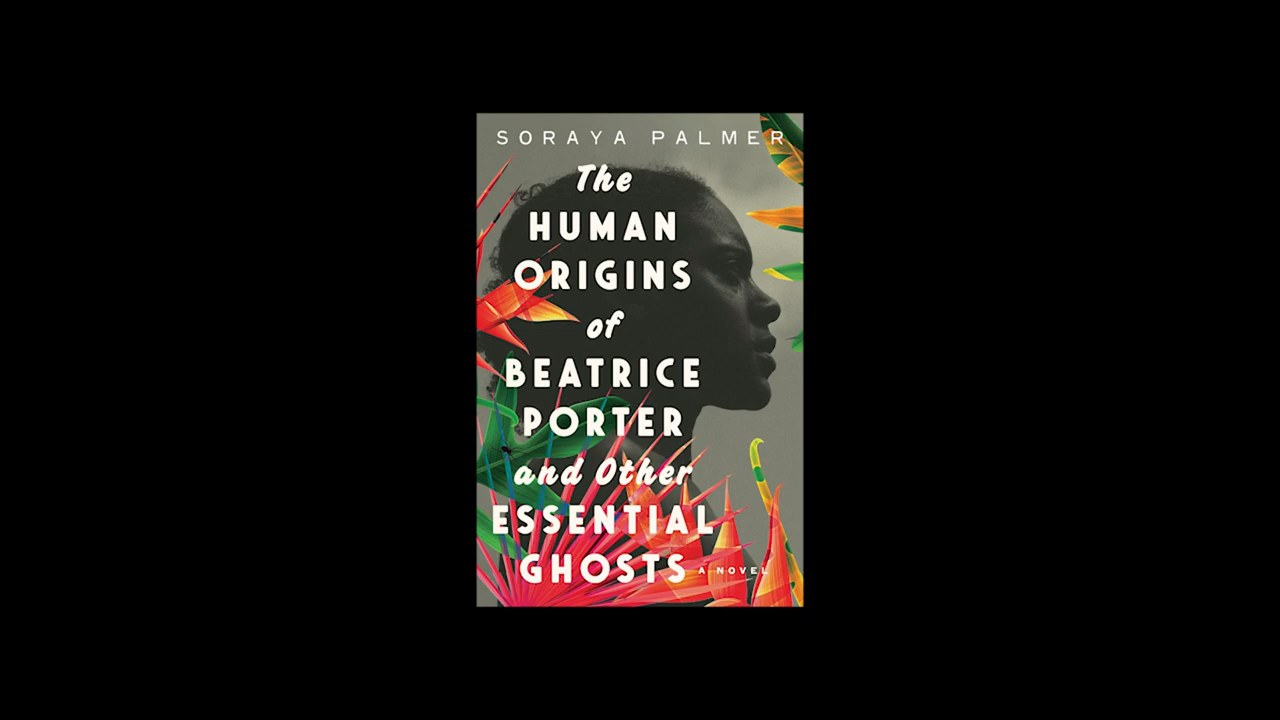 SORAYA PALMER
The
HUMAN
ORIGINS
of
BEATRICE
PORTER
and Other
ESSENTIAL
GHOSTS A NOVEL